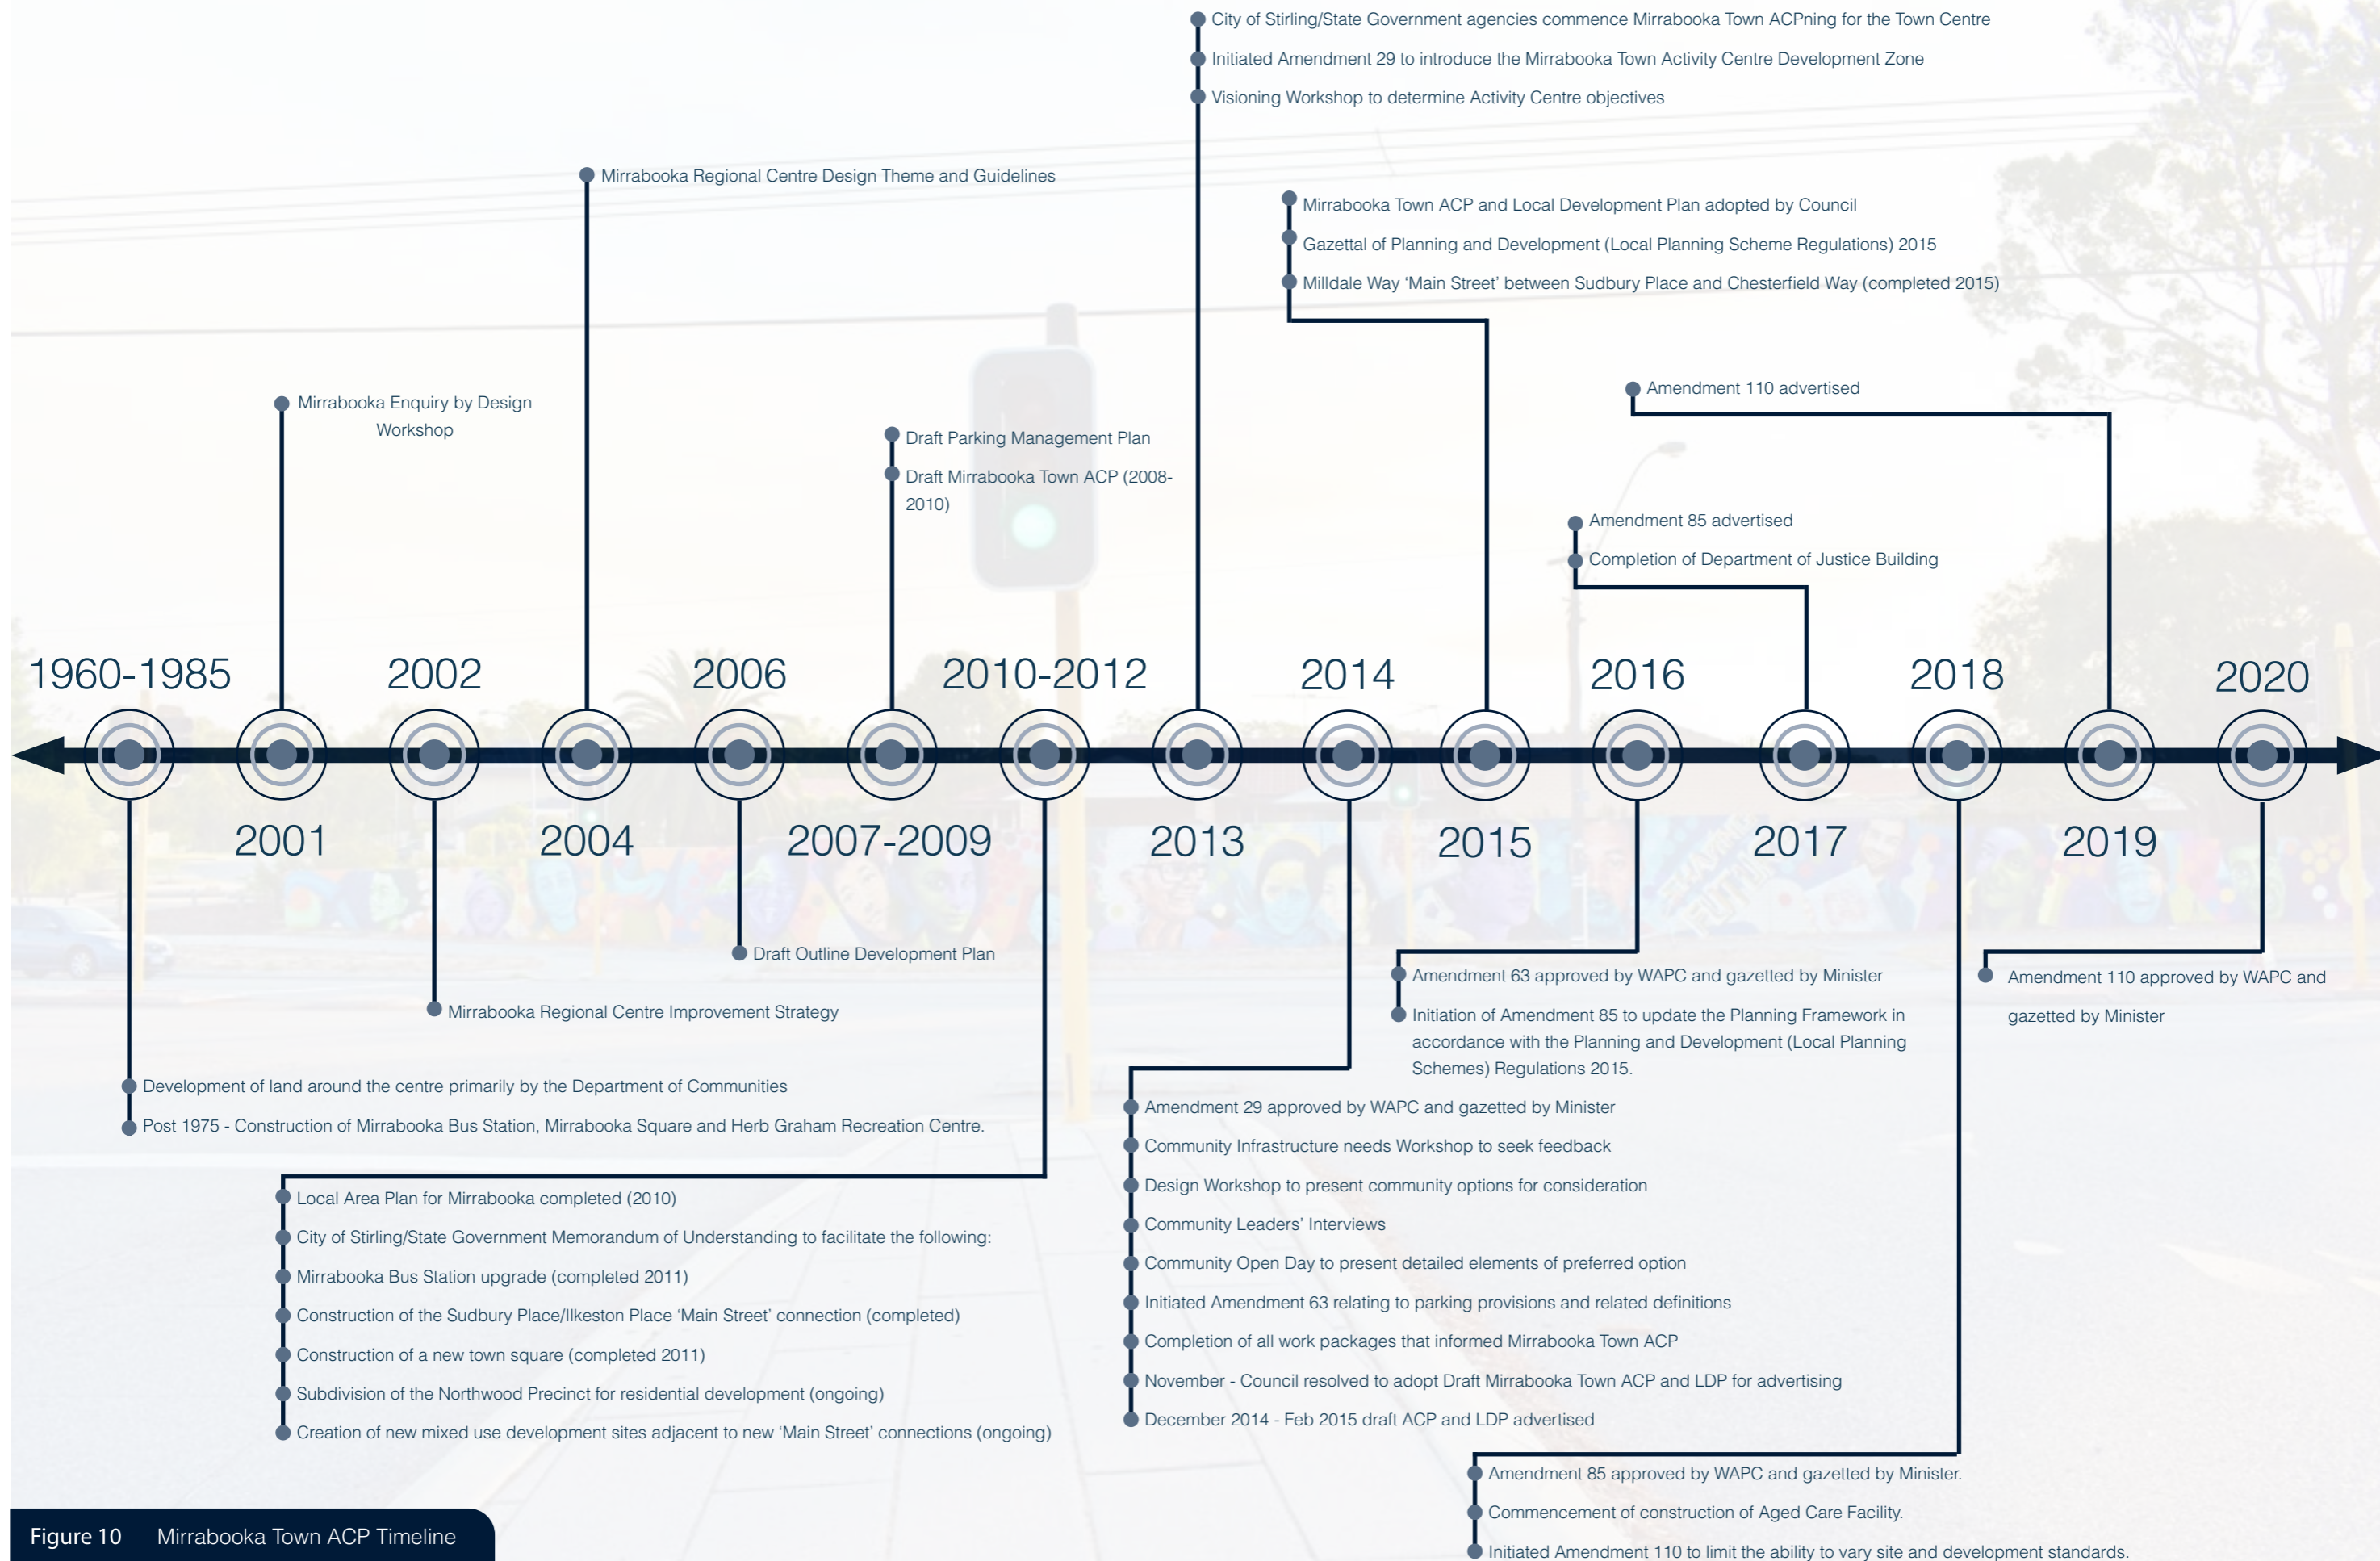 City of Stirling/State Government agencies commence Mirrabooka Town ACPning for the Town Centre
Initiated Amendment 29 to introduce the Mirrabooka Town Activity Centre Development Zone
Visioning Workshop to determine Activity Centre objectives
Mirrabooka Regional Centre Design Theme and Guidelines
Mirrabooka Town ACP and Local Development Plan adopted by Council
Gazettal of Planning and Development (Local Planning Scheme Regulations) 2015
Milldale Way ‘Main Street’ between Sudbury Place and Chesterfield Way (completed 2015)
Amendment 110 advertised
Mirrabooka Enquiry by Design
Workshop
Draft Parking Management Plan
Draft Mirrabooka Town ACP (2008-
2010)
Amendment 85 advertised
Completion of Department of Justice Building
1960-1985
2002
2006
2010-2012
2014
2016
2018
2020
2001
2004
2007-2009
2013
2015
2017
2019
Draft Outline Development Plan
Mirrabooka Regional Centre Improvement Strategy
Amendment 63 approved by WAPC and gazetted by Minister
Initiation of Amendment 85 to update the Planning Framework in
accordance with the Planning and Development (Local Planning
Schemes) Regulations 2015.
Amendment 110 approved by WAPC and
gazetted by Minister
Development of land around the centre primarily by the Department of Communities
Post 1975 - Construction of Mirrabooka Bus Station, Mirrabooka Square and Herb Graham Recreation Centre.
Local Area Plan for Mirrabooka completed (2010)
City of Stirling/State Government Memorandum of Understanding to facilitate the following:
Mirrabooka Bus Station upgrade (completed 2011)
Construction of the Sudbury Place/Ilkeston Place ‘Main Street’ connection (completed)
Construction of a new town square (completed 2011)
Subdivision of the Northwood Precinct for residential development (ongoing)
Creation of new mixed use development sites adjacent to new ‘Main Street’ connections (ongoing)
Amendment 29 approved by WAPC and gazetted by Minister
Community Infrastructure needs Workshop to seek feedback
Design Workshop to present community options for consideration
Community Leaders’ Interviews
Community Open Day to present detailed elements of preferred option
Initiated Amendment 63 relating to parking provisions and related definitions
Completion of all work packages that informed Mirrabooka Town ACP
November - Council resolved to adopt Draft Mirrabooka Town ACP and LDP for advertising
December 2014 - Feb 2015 draft ACP and LDP advertised
Amendment 85 approved by WAPC and gazetted by Minister.
Commencement of construction of Aged Care Facility.
Initiated Amendment 110 to limit the ability to vary site and development standards.
Figure 10 Mirrabooka Town ACP Timeline